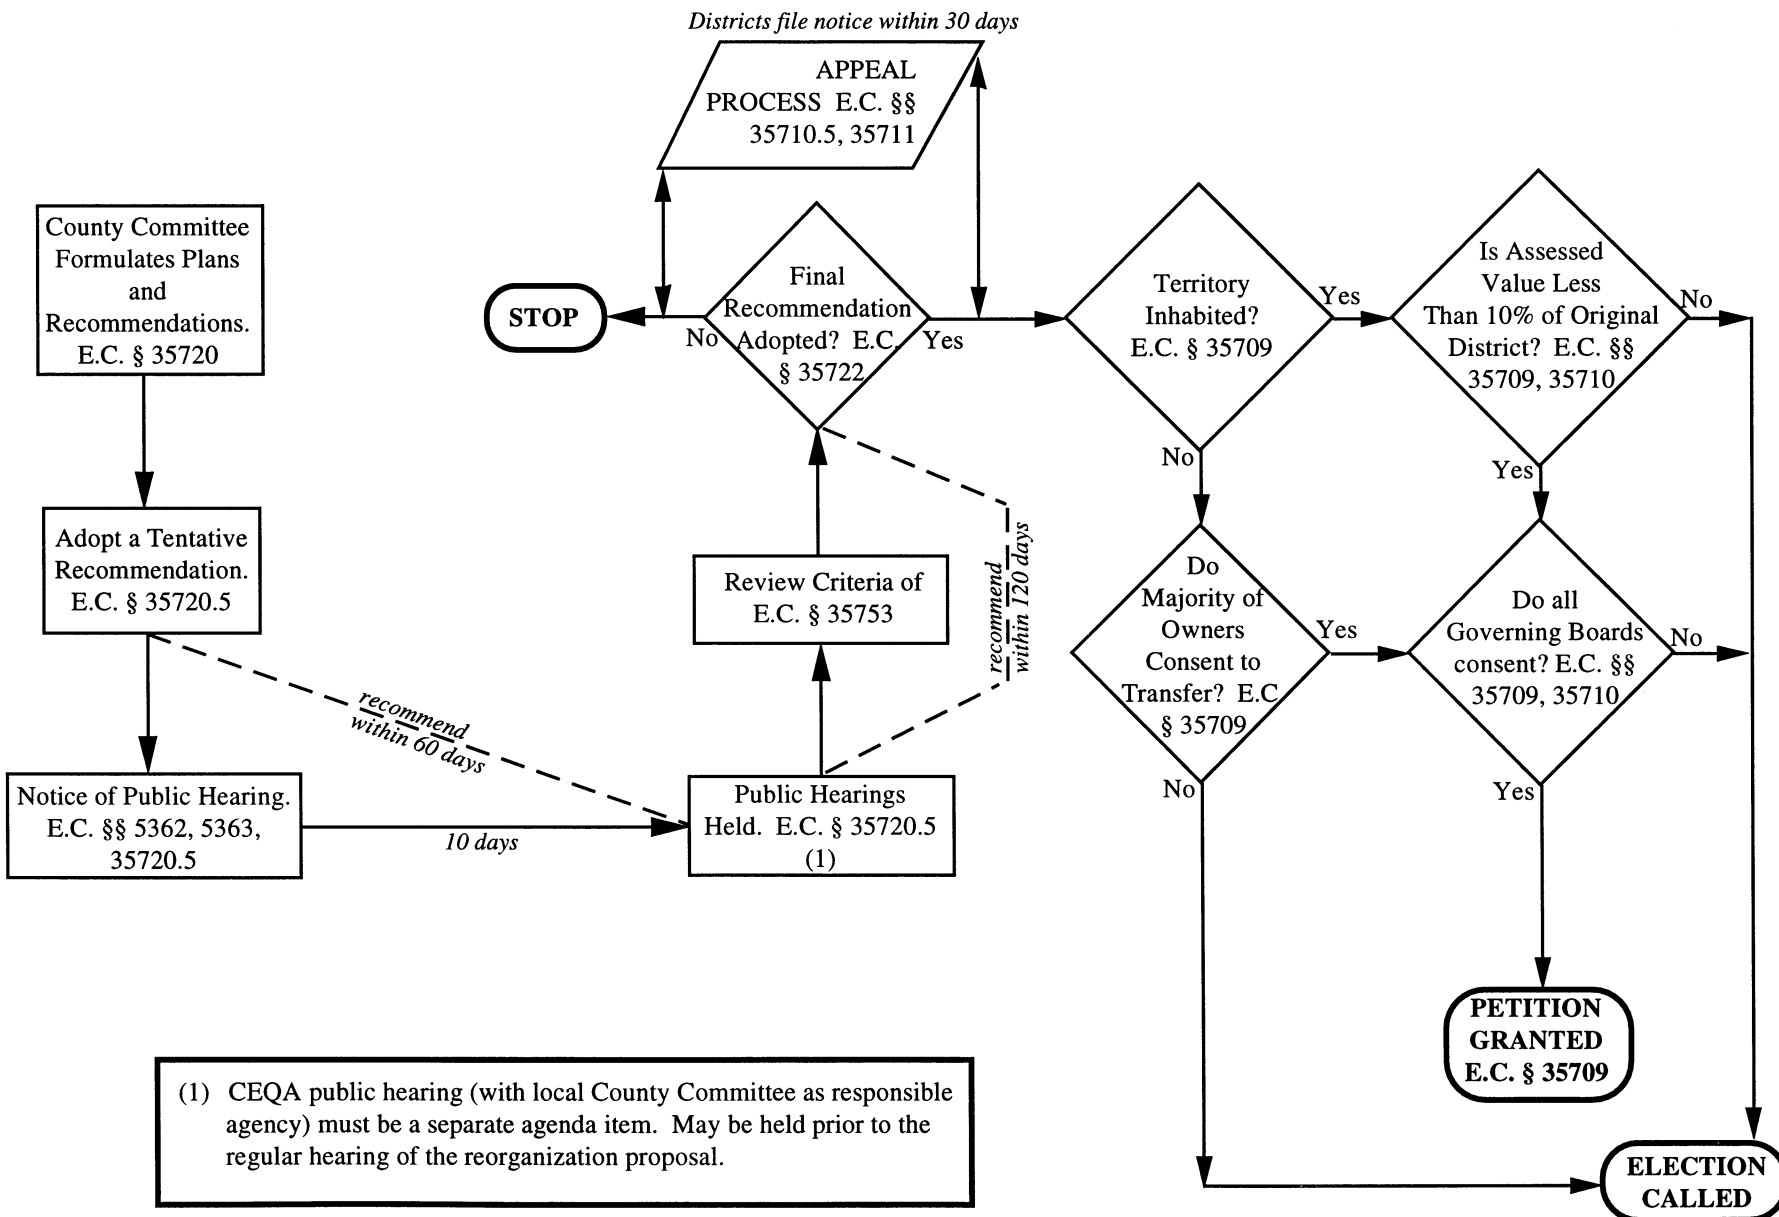 Districts file notice within 30 days
APPEAL
PROCESS E.C. §§
35710.5, 35711
County Committee
Formulates Plans
and
Recommendations.
E.C. § 35720
STOP
Final
Recommendation
Adopted? E.C.
§ 35722
No
Yes
Territory
Inhabited?
E.C. § 35709
Yes
No
Is Assessed
Value Less
Than 10% of Original
District? E.C. §§
35709, 35710
No
Yes
Adopt a Tentative
Recommendation.
E.C. § 35720.5
Review Criteria of
E.C. § 35753
recommend
within 120 days
Do
Majority of
Owners
Consent to
Transfer? E.C
§ 35709
Yes
No
Do all
Governing Boards
consent? E.C. §§
35709, 35710
No
Yes
recommend
within 60 days
Notice of Public Hearing.
E.C. §§ 5362, 5363,
35720.5
10 days
Public Hearings
Held. E.C. § 35720.5
(1)
PETITION
GRANTED
E.C. § 35709
(1) CEQA public hearing (with local County Committee as responsible
agency) must be a separate agenda item. May be held prior to the
regular hearing of the reorganization proposal.
ELECTION
CALLED